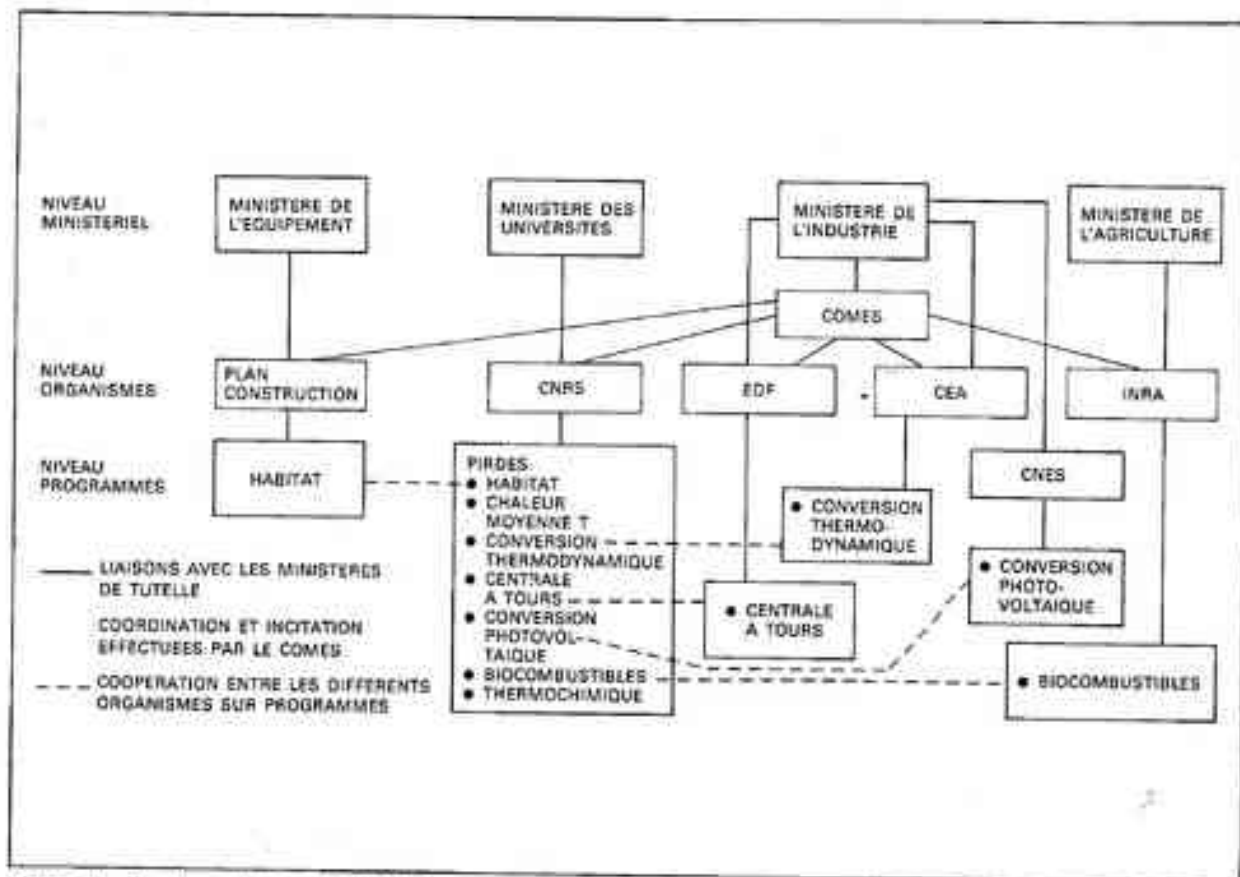 NIVEAU
MINISTERIEL
MINISTERE DE
L'EQUIPEMENT
MINISTERE DES
UNIVERSITES
MINISTERE DE
L'INDUSTRIE
MINISTERE DE
L'AGRICULTURE
COMES
NIVEAU
ORGANISMES
PLAN
CONSTRUCTION
CNRS
EDF
CEA
INRA
NIVEAU
PROGRAMMES
HABITAT
PIRDES
● HABITAT
● CHALEUR
MOYENNE T
● CONVERSION
THERMODYNAMIQUE
● CENTRALE
A TOURS
● CONVERSION
PHOTOVOL-
TAIQUE
● BIOCOMBUSTIBLES
● THERMOCHIMIQUE
CNES
● CONVERSION
THERMO-
DYNAMIQUE
● CONVERSION
PHOTO-
VOLTAIQUE
● CENTRALE
A TOURS
● BIOCOMBUSTIBLES
LIAISONS AVEC LES MINISTERES
DE TUTELLE
COORDINATION ET INCITATION
EFFECTUEES PAR LE COMES
COOPERATION ENTRE LES DIFFERENTS
ORGANISMES SUR PROGRAMMES